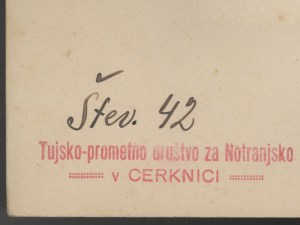 Štev. 42
Tujsko-prometno društvo za Notranjsko
v CERKNICI